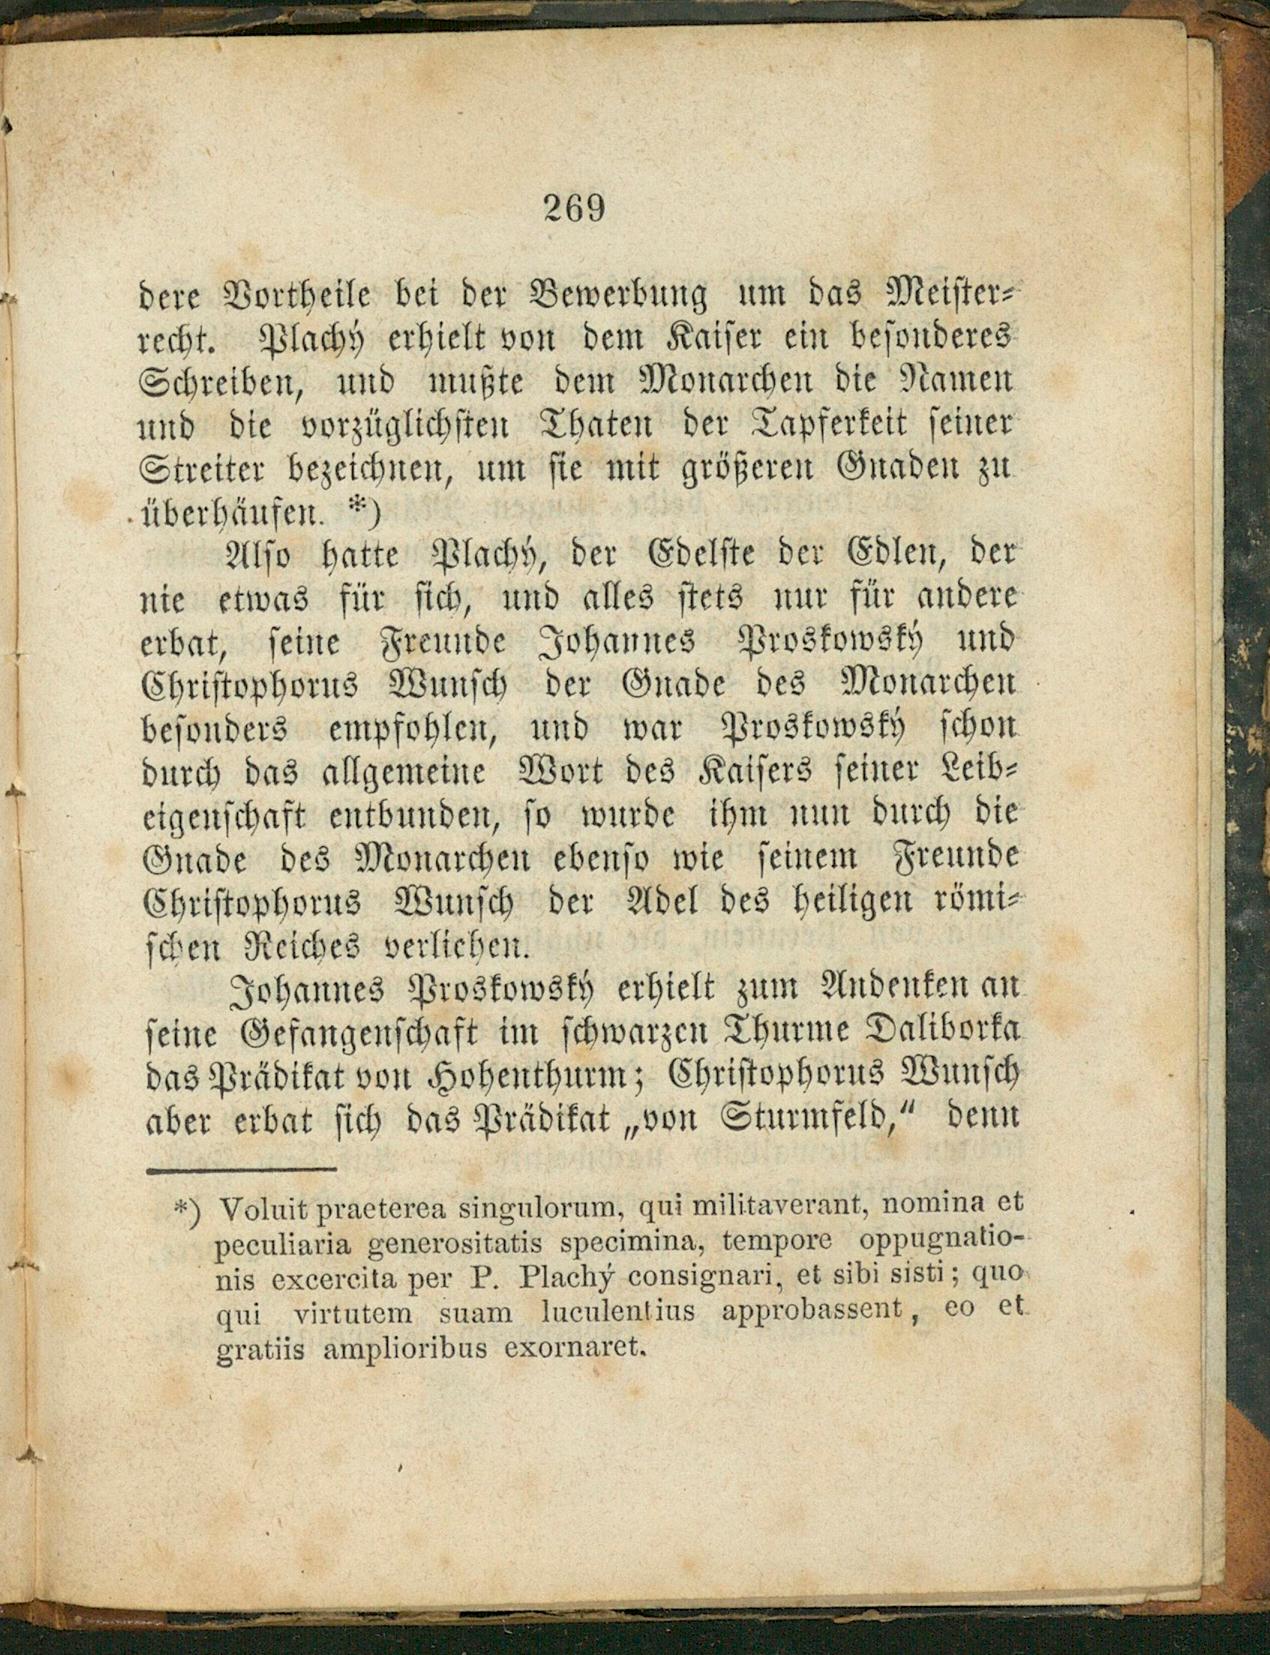 269
dere Vortheile bei der Bewerbung um das Meister-
recht. Plachý erhielt von dem Kaiser ein besonderes
Schreiben, und mußte dem Monarchen die Namen
und die vorzüglichsten Thaten der Tapferkeit seiner
Streiter bezeichnen, um sie mit größeren Gnaden zu
überhäufen. *)
Also hatte Plachý, der Edelste der Edlen, der
nie etwas für sich, und alles stets nur für andere
erbat, seine Freunde Johannes Proskowský und
Christophorus Wunsch der Gnade des Monarchen
besonders empfohlen, und war Proskowský schon
durch das allgemeine Wort des Kaisers seiner Leib-
eigenschaft entbunden, so wurde ihm nun durch die
Gnade des Monarchen ebenso wie seinem Freunde
Christophorus Wunsch der Adel des heiligen römi-
schen Reiches verliehen.
Johannes Proskowský erhielt zum Andenken an
seine Gefangenschaft im schwarzen Thurme Daliborka
das Prädikat von Hohenthurm; Christophorus Wunsch
aber erbat sich das Prädikat „von Sturmfeld,“ denn
*) Voluit praeterea singulorum, qui militaverant, nomina et
peculiaria generositatis specimina, tempore oppugnatio-
nis excercita per P. Plachý consignari, et sibi sisti; quo
qui virtutem suam luculentius approbassent, eo et
gratiis amplioribus exornaret.